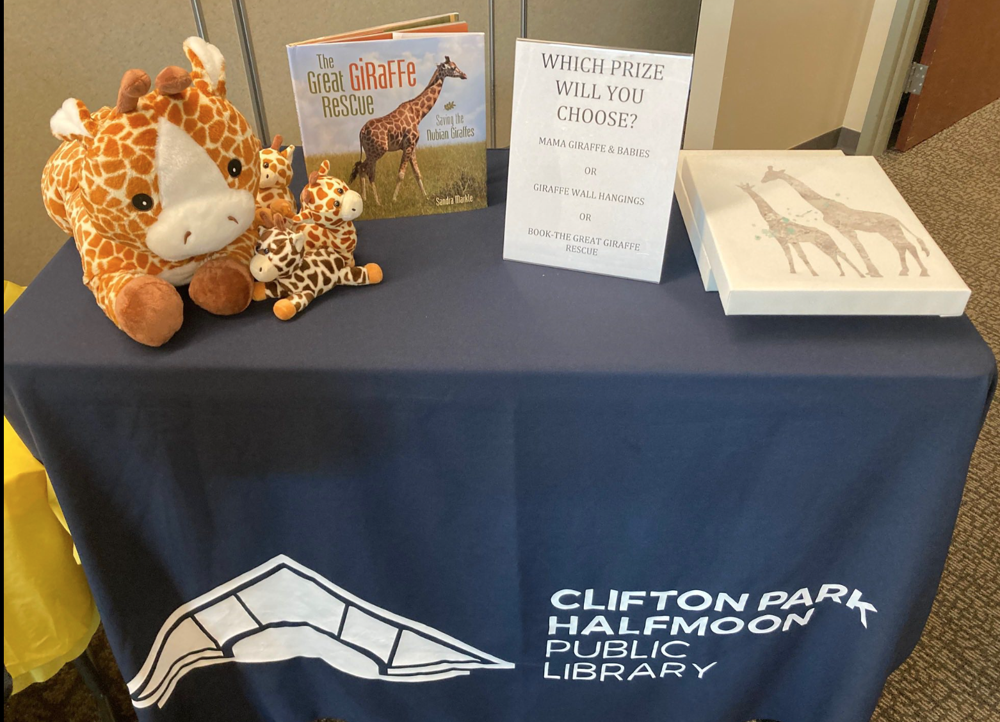 The
Great GiRaffe
ReScue
Saving the
Nubian Giraffes
Sandra Markle
WHICH PRIZE
WILL YOU
CHOOSE?
MAMA GIRAFFE & BABIES
OR
GIRAFFE WALL HANGINGS
OR
BOOK-THE GREAT GIRAFFE
RESCUE
CLIFTON PARK
HALFMOON
PUBLIC
LIBRARY